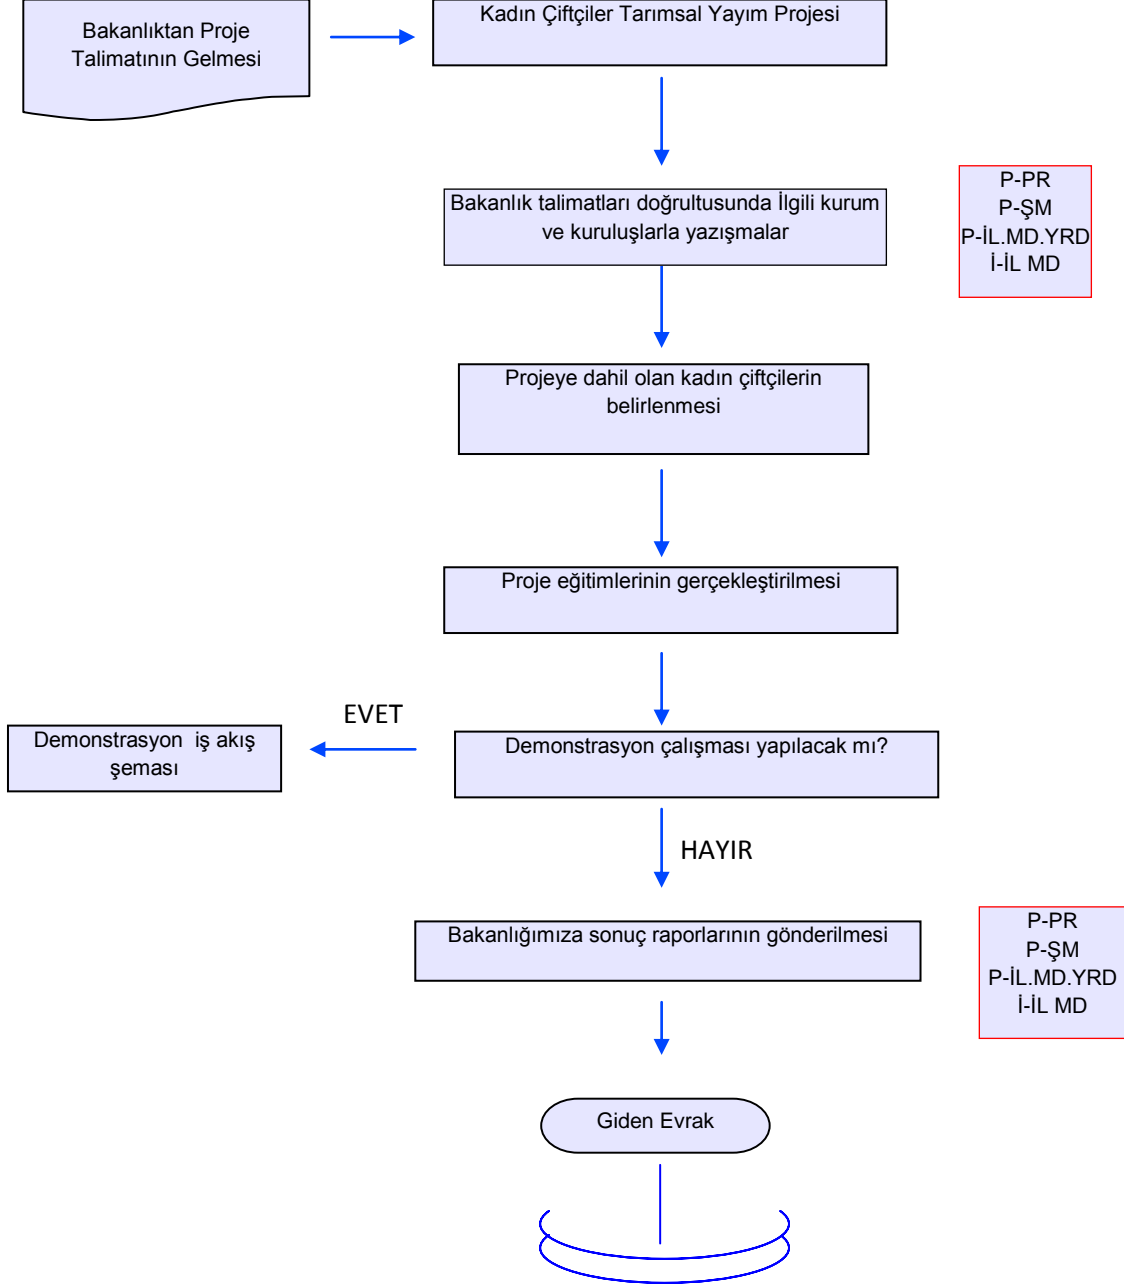 Bakanlıktan Proje
Talimatının Gelmesi
Kadın Çiftçiler Tarımsal Yayım Projesi
Bakanlık talimatları doğrultusunda İlgili kurum
ve kuruluşlarla yazışmalar
P-PR
P-ŞM
P-İL.MD.YRD
İ-İL MD
Projeye dahil olan kadın çiftçilerin
belirlenmesi
Proje eğitimlerinin gerçekleştirilmesi
EVET
Demonstrasyon iş akış
şeması
Demonstrasyon çalışması yapılacak mı?
HAYIR
Bakanlığımıza sonuç raporlarının gönderilmesi
P-PR
P-ŞM
P-İL.MD.YRD
İ-İL MD
Giden Evrak